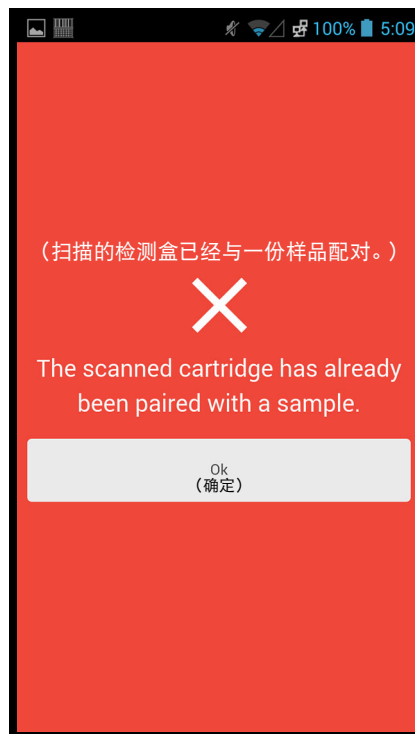 100% 5:09
（扫描的检测盒已经与一份样品配对。）
The scanned cartridge has already
been paired with a sample.
Ok
（确定）